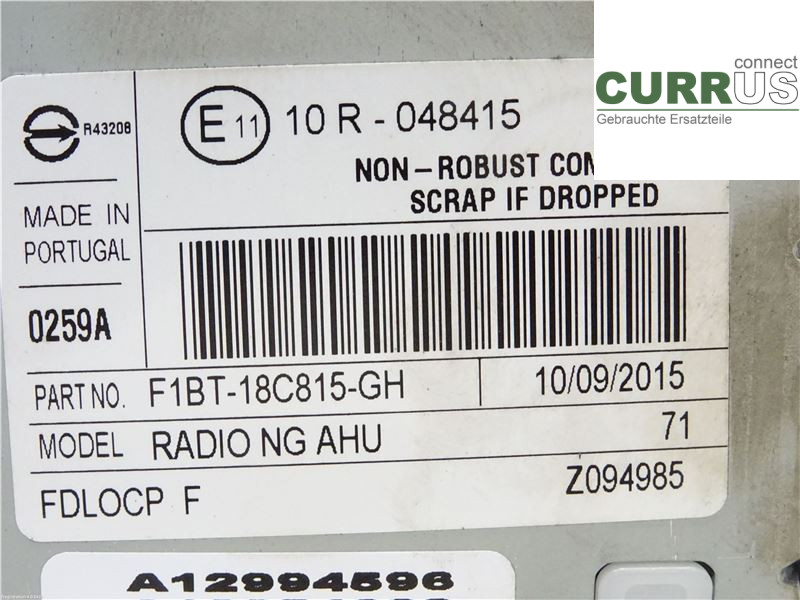 connect
CURRUS
Gebrauchte Ersatzteile
R43208
E 11
10 R - 048415
NON - ROBUST
SCRAP IF DROPPED
MADE IN
PORTUGAL
0259A
PART NO. F1BT-18C815-GH 10/09/2015
MODEL RADIO NG AHU 71
FDLOCP F Z094985
A12994596